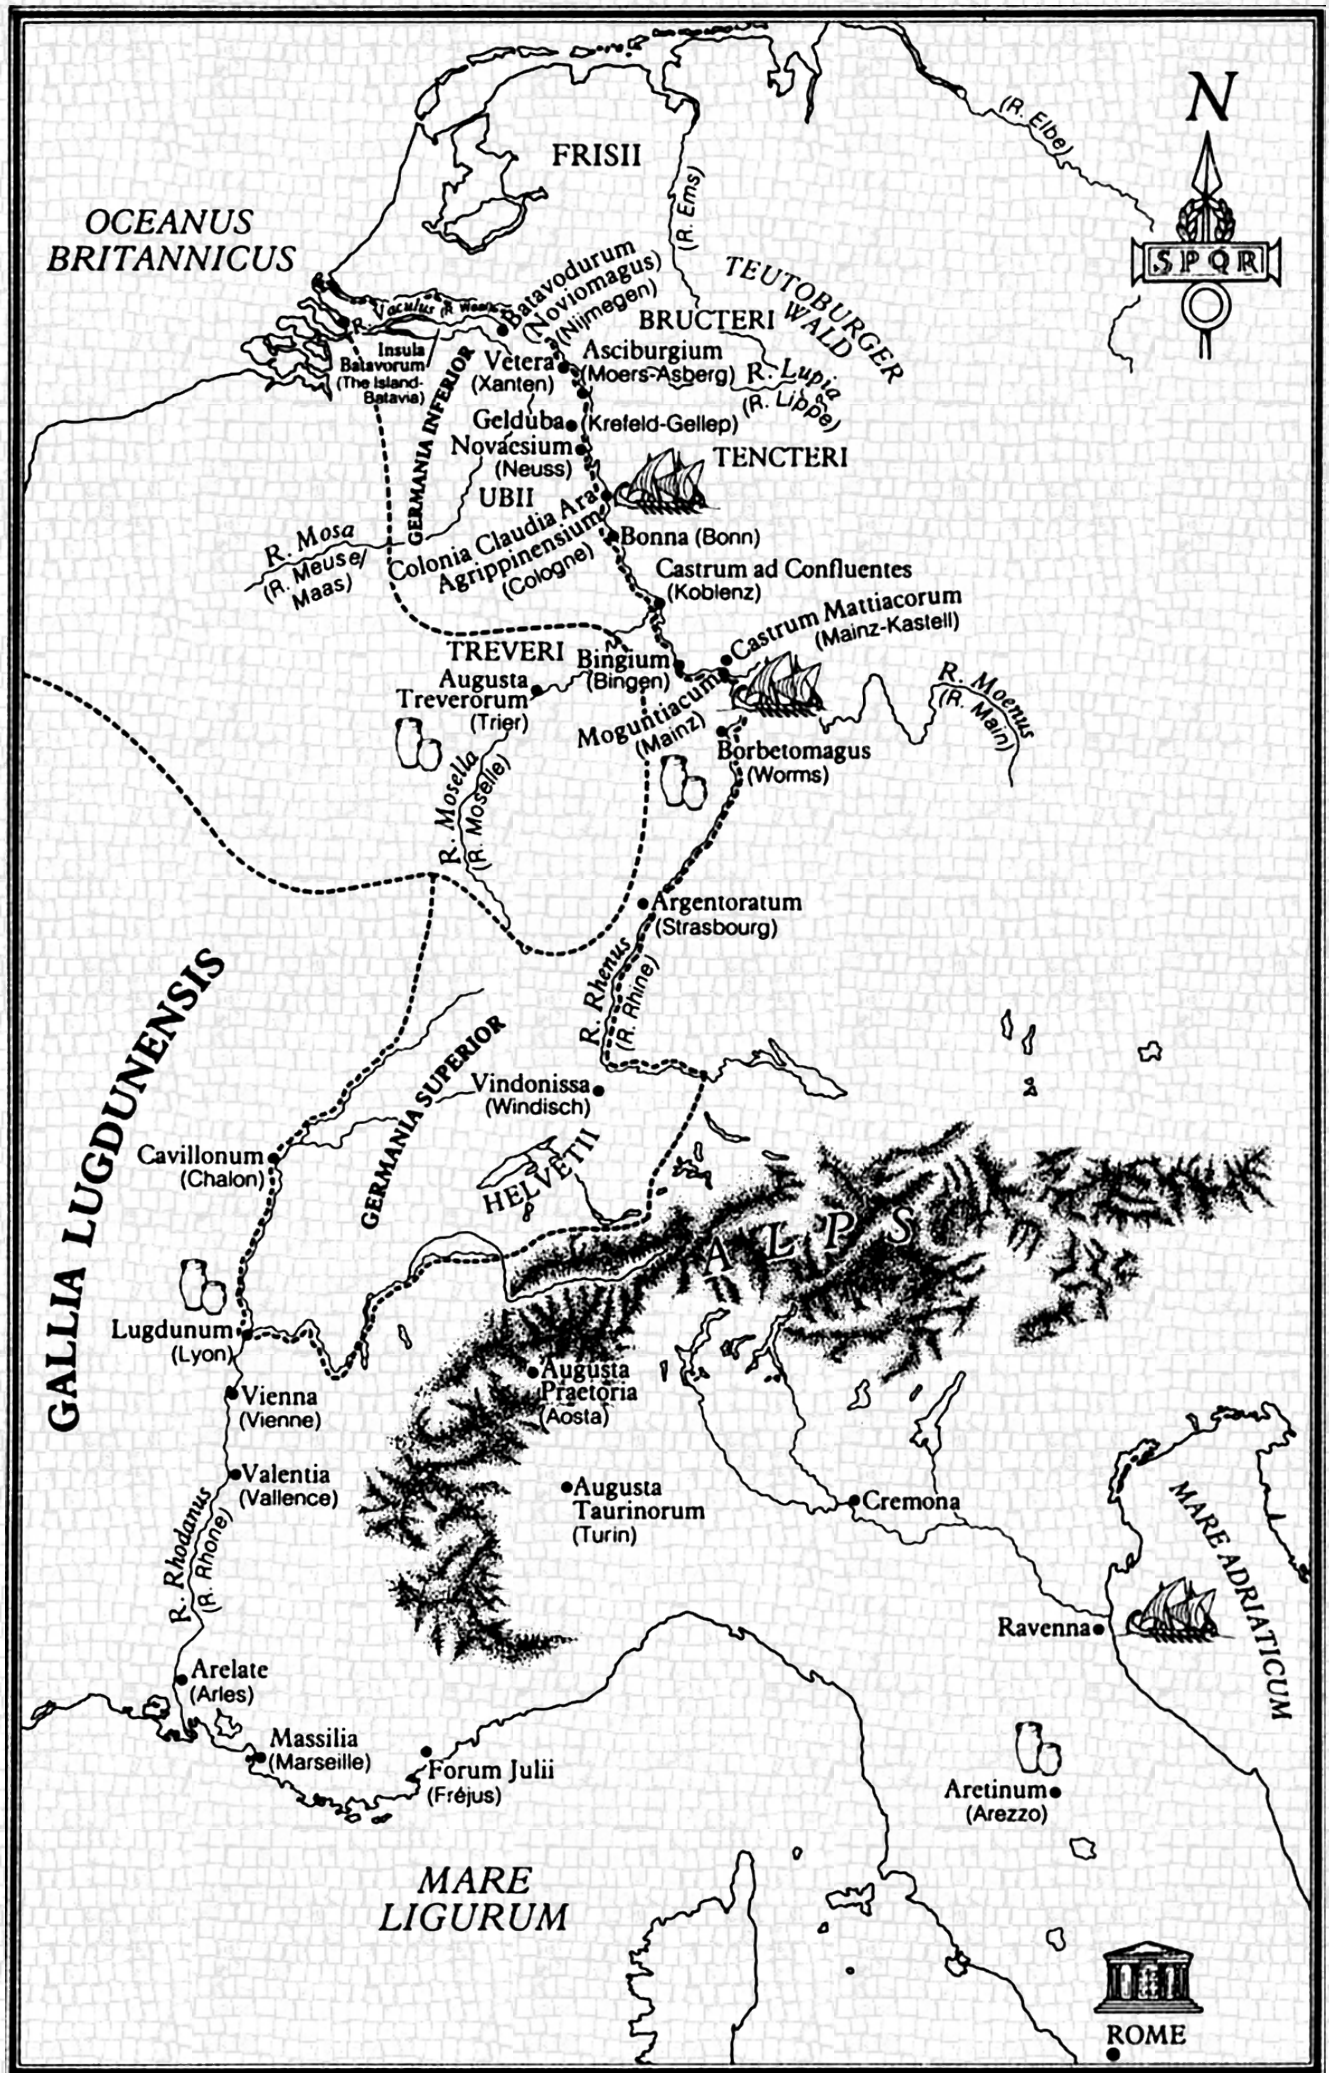 N
(R. Elbe)
FRISII
(R. Ems)
OCEANUS
BRITANNICUS
SPQR
TEUTOBURGER
WALD
Batavodurum
(Noviomagus)
(Nijmegen)
R. Vaculus (R. Waal)
BRUCTERI
Insula
Batavorum
(The Island-
Batavia)
GERMANIA INFERIOR
Vetera
(Xanten)
Asciburgium
(Moers-Asberg)
R. Lupia
(R. Lippe)
Gelduba
(Krefeld-Gellep)
Novaesium
(Neuss)
TENCTERI
UBII
Colonia Claudia Ara
Agrippinensium
(Cologne)
Bonna (Bonn)
R. Mosa
(R. Meuse/
Maas)
Castrum ad Confluentes
(Koblenz)
Castrum Mattiacorum
(Mainz-Kastell)
TREVERI
Bingium
(Bingen)
Augusta
Treverorum
(Trier)
Moguntiacum
(Mainz)
R. Moenus
(R. Main)
Borbetomagus
(Worms)
R. Mosella
(R. Moselle)
Argentoratum
(Strasbourg)
R. Rhenus
(R. Rhine)
GALLIA LUGDUNENSIS
GERMANIA SUPERIOR
Vindonissa
(Windisch)
Cavillonum
(Chalon)
HELVETII
ALPS
Lugdunum
(Lyon)
Augusta
Praetoria
(Aosta)
Vienna
(Vienne)
Valentia
(Vallence)
Augusta
Taurinorum
(Turin)
Cremona
MARE ADRIATICUM
R. Rhodanus
(R. Rhone)
Ravenna
Arelate
(Arles)
Massilia
(Marseille)
Forum Julii
(Fréjus)
Aretinum
(Arezzo)
MARE
LIGURUM
ROME